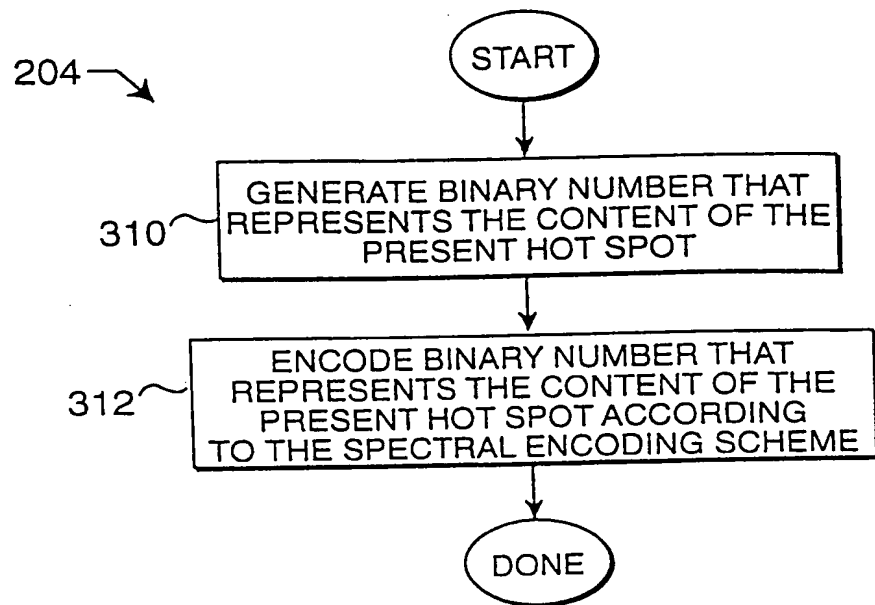 204
START
310
GENERATE BINARY NUMBER THAT
REPRESENTS THE CONTENT OF THE
PRESENT HOT SPOT
312
ENCODE BINARY NUMBER THAT
REPRESENTS THE CONTENT OF THE
PRESENT HOT SPOT ACCORDING
TO THE SPECTRAL ENCODING SCHEME
DONE